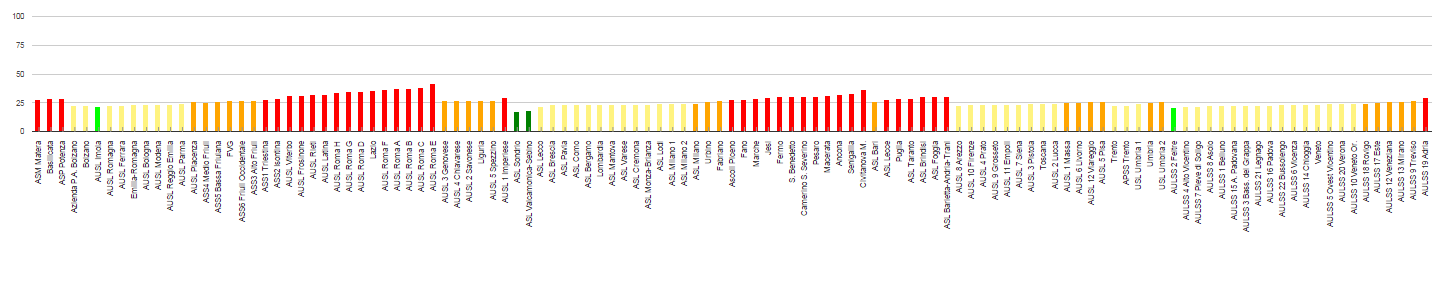 100
75
50
25
0
ASM Matera
Basilicata
ASP Potenza
Azienda P.A. Bolzano
Bolzano
AUSL Imola
AUSL Romagna
AUSL Ferrara
Emilia-Romagna
AUSL Bologna
AUSL Modena
AUSL Reggio Emilia
AUSL Parma
AUSL Piacenza
ASS4 Medio Friuli
ASS5 Bassa Friulana
FVG
ASS6 Friuli Occidentale
ASS3 Alto Friuli
ASS1 Triestina
ASS2 Isontina
AUSL Viterbo
AUSL Frosinone
AUSL Rieti
AUSL Latina
AUSL Roma H
AUSL Roma G
AUSL Roma D
Lazio
AUSL Roma F
AUSL Roma A
AUSL Roma B
AUSL Roma C
AUSL Roma E
AUSL 3 Genovese
AUSL 4 Chiavarese
AUSL 2 Savonese
Liguria
AUSL 5 Spezzino
AUSL 1 Imperiese
ASL Sondrio
ASL Valcamonica-Sebino
ASL Lecco
ASL Brescia
ASL Pavia
ASL Como
ASL Bergamo
Lombardia
ASL Mantova
ASL Varese
ASL Cremona
ASL Monza-Brianza
ASL Lodi
ASL Milano 1
ASL Milano 2
ASL Milano
Urbino
Fabriano
Ascoli Piceno
Fano
Marche
Jesi
Fermo
S. Benedetto
Camerino S. Severino
Pesaro
Macerata
Ancona
Senigallia
Civitanova M.
ASL Bari
ASL Lecce
Puglia
ASL Taranto
ASL Brindisi
ASL Foggia
ASL Barletta-Andria-Trani
AUSL 8 Arezzo
AUSL 10 Firenze
AUSL 4 Prato
AUSL 9 Grosseto
AUSL 11 Empoli
AUSL 7 Siena
AUSL 3 Pistoia
Toscana
AUSL 2 Lucca
AUSL 1 Massa
AUSL 6 Livorno
AUSL 12 Viareggio
AUSL 5 Pisa
Trento
APSS Trento
USL Umbria 1
Umbria
USL Umbria 2
AULSS 2 Feltre
AULSS 4 Alto Vicentino
AULSS 7 Pieve di Soligo
AULSS 8 Asolo
AULSS 1 Belluno
AULSS 15 A. Padovana
AULSS 3 Bass. del Grappa
AULSS 21 Legnago
AULSS 16 Padova
AULSS 22 Bussolengo
AULSS 6 Vicenza
AULSS 14 Chioggia
Veneto
AULSS 5 Ovest Vicentino
AULSS 20 Verona
AULSS 10 Veneto Or.
AULSS 18 Rovigo
AULSS 17 Este
AULSS 12 Veneziana
AULSS 13 Mirano
AULSS 9 Treviso
AULSS 19 Adria